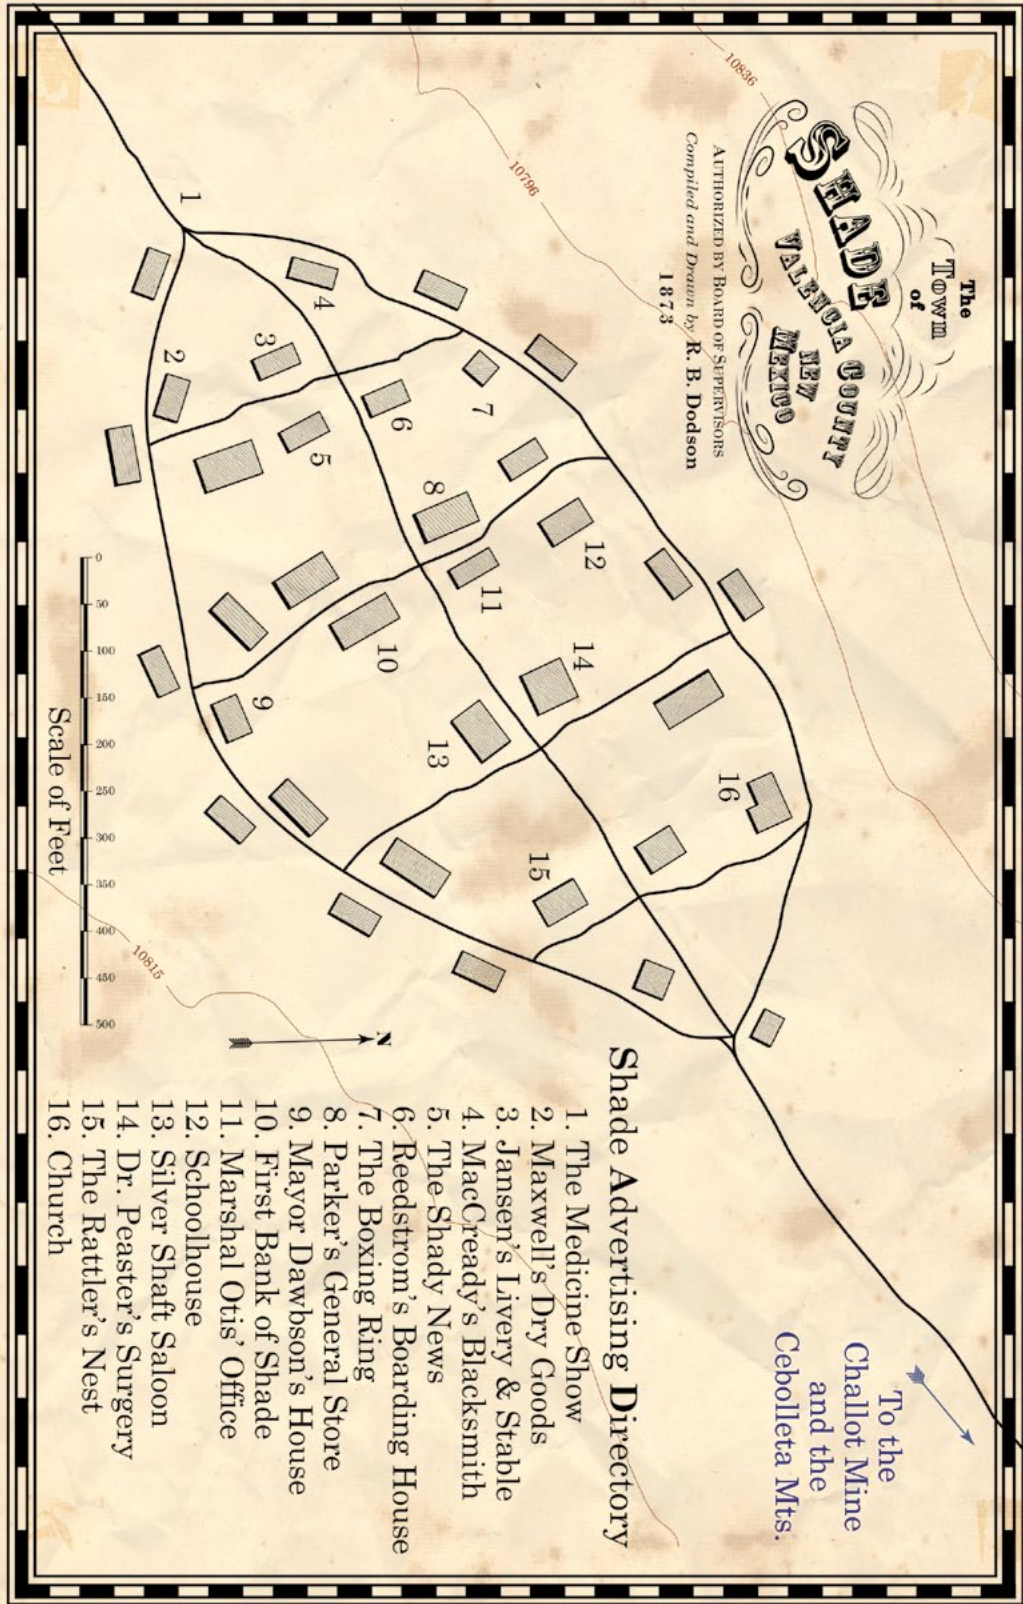 The
Town
of
SHADE
VALENCIA COUNTY
NEW
MEXICO
AUTHORIZED BY BOARD OF SUPERVISORS
Compiled and Drawn by R. B. Dodson
1873
10836
10796
10815
1
2
3
4
5
6
7
8
9
10
11
12
13
14
15
16
To the
Challot Mine
and the
Cebolleta Mts.
N
0 50 100 150 200 250 300 350 400 450 500
Scale of Feet
Shade Advertising Directory
1. The Medicine Show
2. Maxwell's Dry Goods
3. Jansen's Livery & Stable
4. MacCready's Blacksmith
5. The Shady News
6. Reedstrom's Boarding House
7. The Boxing Ring
8. Parker's General Store
9. Mayor Dawbson's House
10. First Bank of Shade
11. Marshal Otis' Office
12. Schoolhouse
13. Silver Shaft Saloon
14. Dr. Peaster's Surgery
15. The Rattler's Nest
16. Church